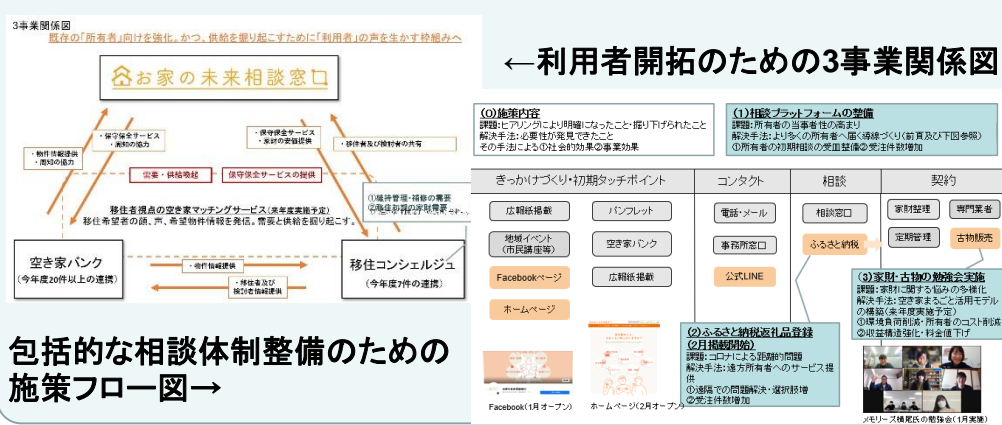 3事業関係図
既存の「所有者」向けを強化。かつ、供給を掘り起こすために「利用者」の声を生かす枠組みへ
お家の未来相談窓口
・保守保全サービス
・周知の協力
・物件情報提供
・周知の協力
・保守保全サービス
・家財の安価提供
・移住者及び検討者の共有
需要・供給喚起
保守保全サービスの提供
①維持管理・補修の需要
②移住初期の家財需要
移住者視点の空き家マッチングサービス(来年度実施予定)
移住希望者の顔、声、希望物件情報を発信。需要と供給を掘り起こす。
空き家バンク
(今年度20件以上の連携)
・物件情報提供
・移住者及び
検討者情報提供
移住コンシェルジュ
(今年度7件の連携)
←利用者開拓のための3事業関係図
包括的な相談体制整備のための
施策フロー図→
(0)施策内容
課題:ヒアリングにより明確になったこと・掘り下げられたこと
解決手法:必要性が発見できたこと
その手法による①社会的効果②事業効果
(1)相談プラットフォームの整備
課題:所有者の当事者性の高まり
解決手法:より多くの所有者へ届く導線づくり(前頁及び下図参照)
①所有者の初期相談の受皿整備②受注件数増加
きっかけづくり・初期タッチポイント
コンタクト
相談
契約
広報紙掲載
パンフレット
電話・メール
相談窓口
家財整理
専門業者
地域イベント
(市民講座等)
空き家バンク
事務所窓口
ふるさと納税
定期管理
古物販売
Facebookページ
広報紙掲載
公式LINE
ホームページ
(3)家財・古物の勉強会実施
課題:家財に関する悩みの多様化
解決手法:空き家まるごと活用モデル
の構築(来年度実施予定)
①環境負荷削減・所有者のコスト削減
②収益構造強化・料金値下げ
(2)ふるさと納税返礼品登録
(2月掲載開始)
課題:コロナによる距離的問題
解決手法:遠方所有者へのサービス提
供
①遠隔での問題解決・選択肢増
②受注件数増加
Facebook(1月オープン)
ホームページ(2月オープン)
メモリーズ横尾氏の勉強会(1月実施)